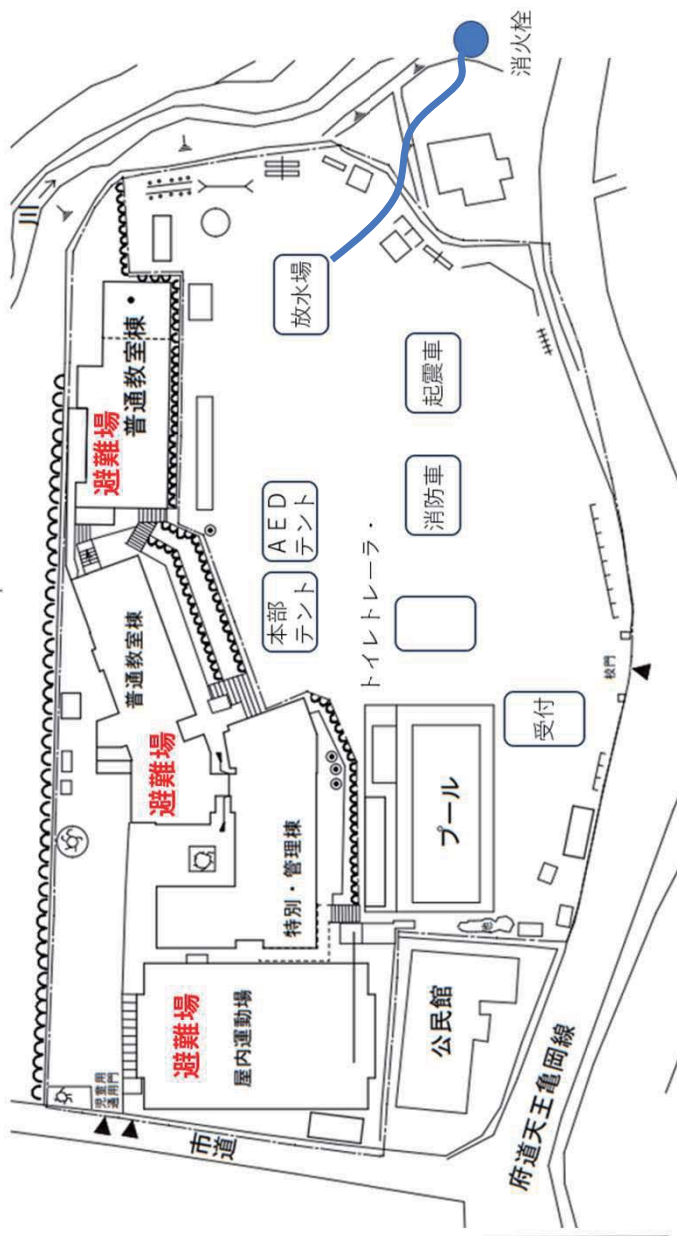 消火栓
川
放水場
普通教室棟
避難場
起震車
ＡＥＤ
テント
消防車
本部
テント
トイレトレーラ・
普通教室棟
避難場
校門
受付
プール
特別・管理棟
池
避難場
屋内運動場
公民館
児童用
通用門
市道
府道天王亀岡線